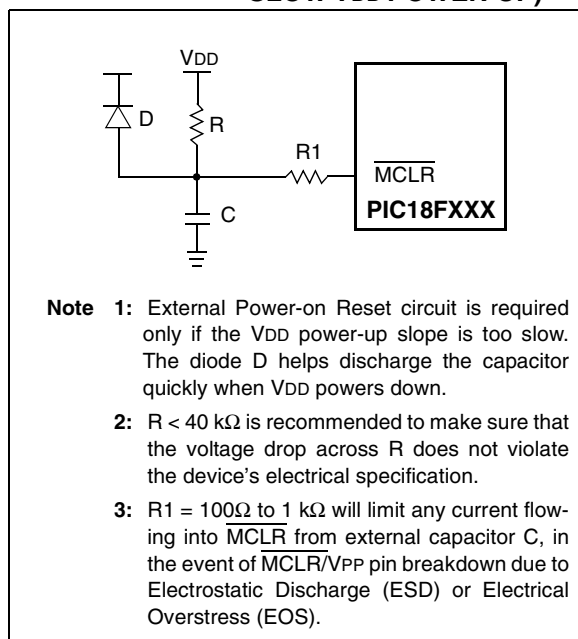 VDD
D
R
R1
MCLR
PIC18FXXX
C
Note 1: External Power-on Reset circuit is required
only if the VDD power-up slope is too slow.
The diode D helps discharge the capacitor
quickly when VDD powers down.
2: R < 40 kΩ is recommended to make sure that
the voltage drop across R does not violate
the device's electrical specification.
3: R1 = 100Ω to 1 kΩ will limit any current flow-
ing into MCLR from external capacitor C, in
the event of MCLR/VPP pin breakdown due to
Electrostatic Discharge (ESD) or Electrical
Overstress (EOS).